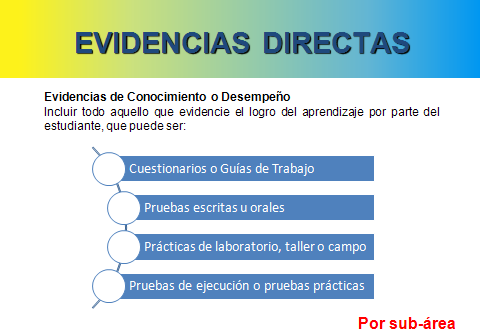 EVIDENCIAS DIRECTAS
Evidencias de Conocimiento o Desempeño
Incluir todo aquello que evidencie el logro del aprendizaje por parte del
estudiante, que puede ser:
Cuestionarios o Guías de Trabajo
Pruebas escritas u orales
Prácticas de laboratorio, taller o campo
Pruebas de ejecución o pruebas prácticas
Por sub-área